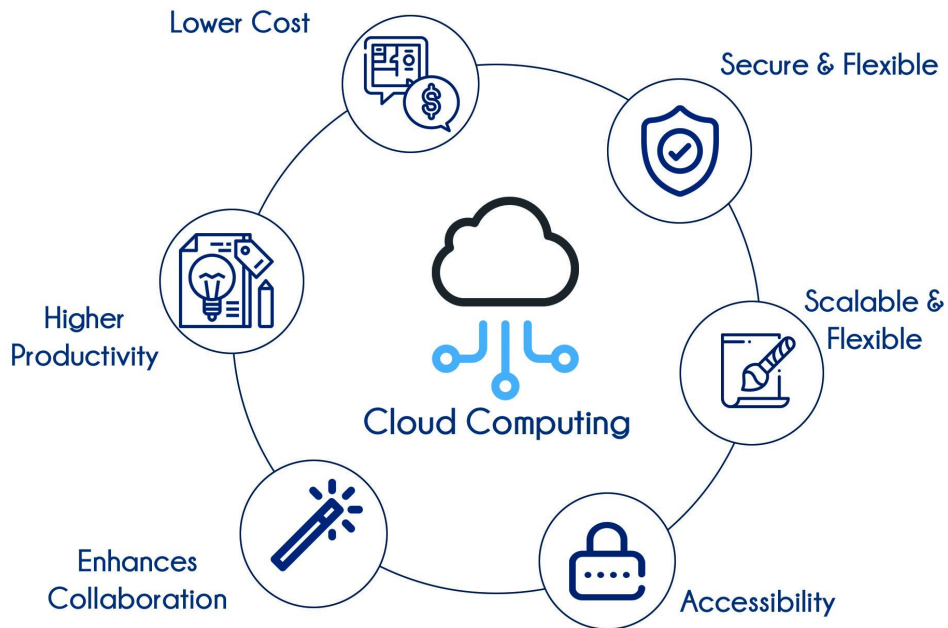 Lower Cost
Secure & Flexible
Scalable &
Flexible
Higher
Productivity
Cloud Computing
Enhances
Collaboration
Accessibility